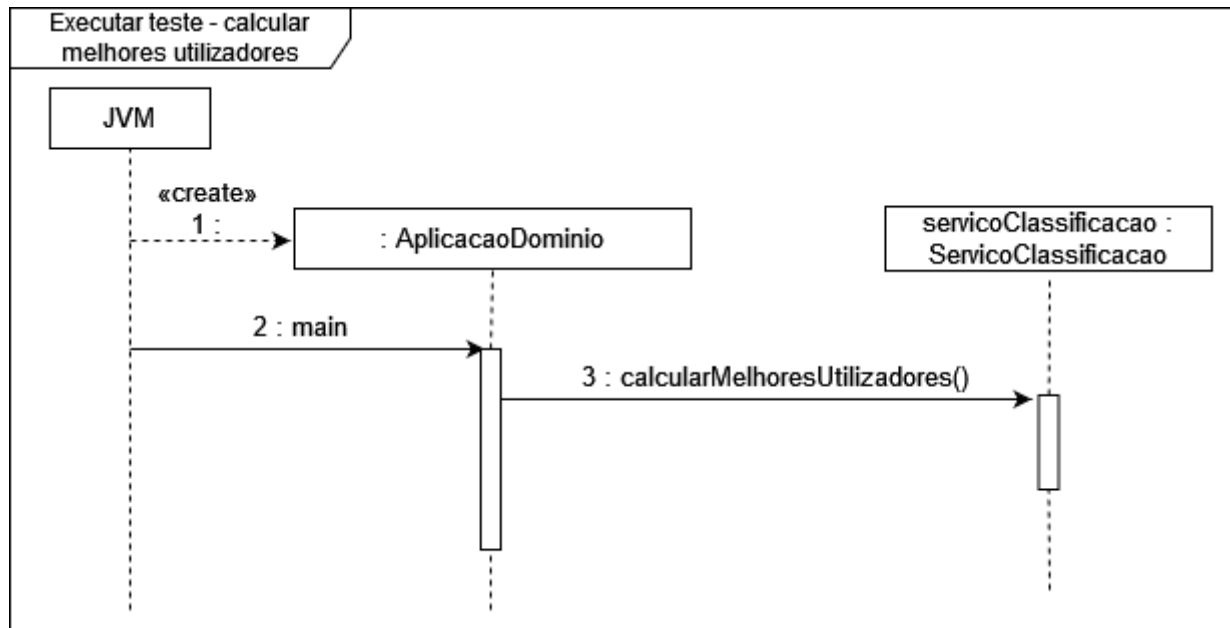 Executar teste - calcular
melhores utilizadores
JVM
«create»
1 :
: AplicacaoDominio
servicoClassificacao :
ServicoClassificacao
2 : main
3 : calcularMelhoresUtilizadores()